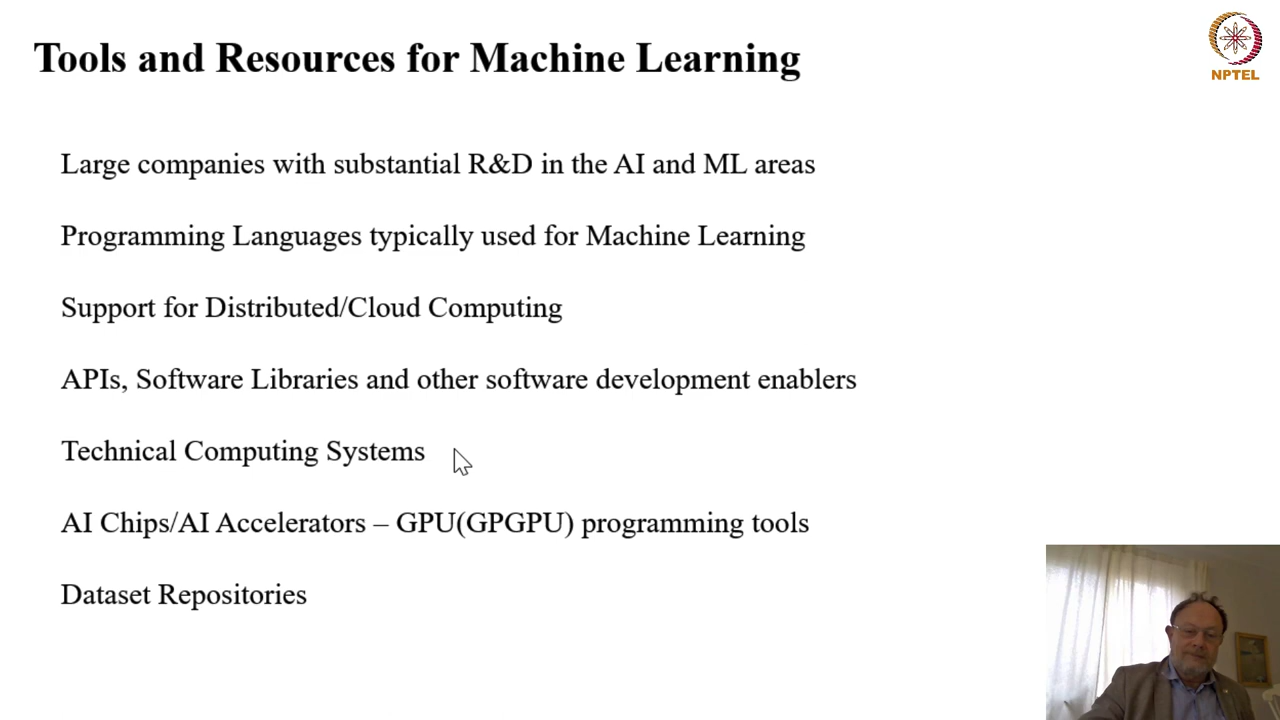 Tools and Resources for Machine Learning
NPTEL
Large companies with substantial R&D in the AI and ML areas
Programming Languages typically used for Machine Learning
Support for Distributed/Cloud Computing
APIs, Software Libraries and other software development enablers
Technical Computing Systems
AI Chips/AI Accelerators – GPU(GPGPU) programming tools
Dataset Repositories